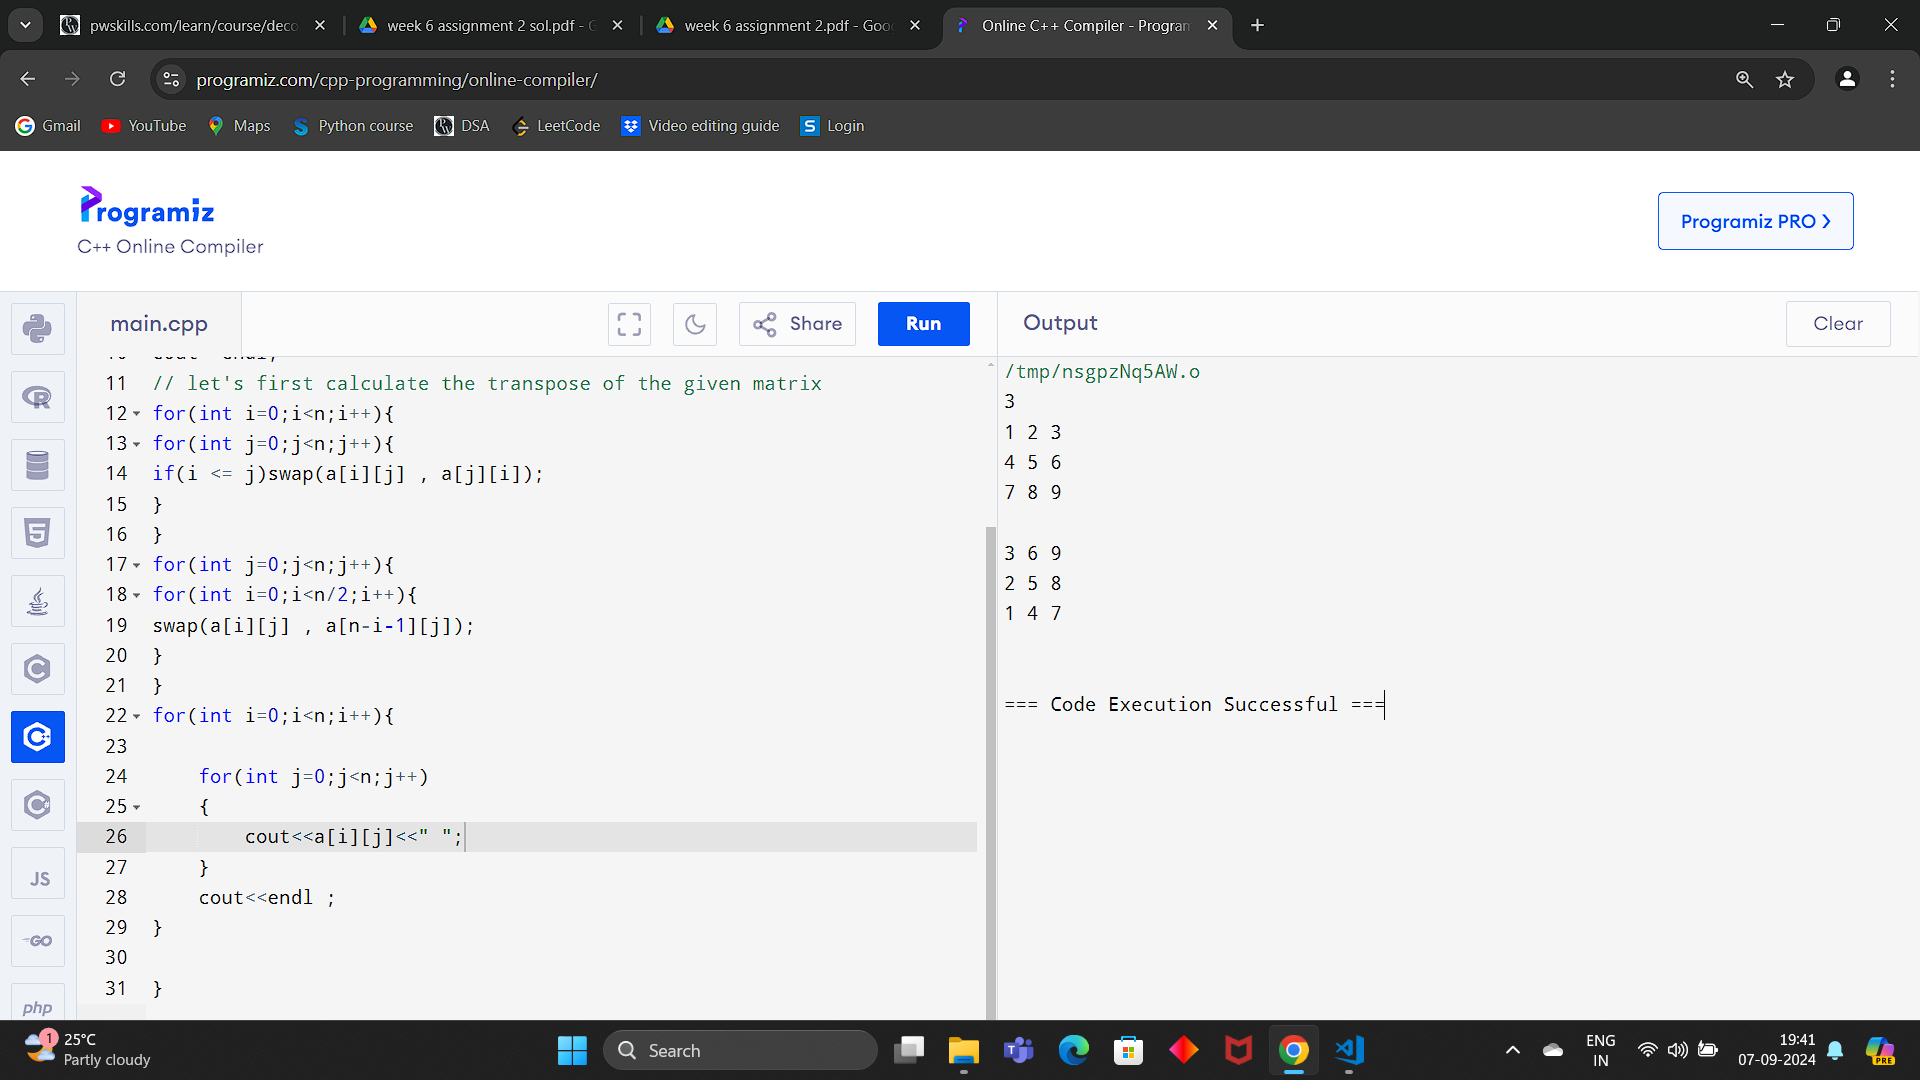 pwskills.com/learn/course/deco
week 6 assignment 2 sol.pdf - G
week 6 assignment 2.pdf - Goo
Online C++ Compiler - Program
programiz.com/cpp-programming/online-compiler/
Gmail YouTube Maps Python course DSA LeetCode Video editing guide Login
Programiz
C++ Online Compiler
Programiz PRO >
main.cpp
Share
Run
Output
Clear
11 // let's first calculate the transpose of the given matrix
12 for(int i=0;i<n;i++){
13 for(int j=0;j<n;j++){
14 if(i <= j)swap(a[i][j] , a[j][i]);
15 }
16 }
17 for(int j=0;j<n;j++){
18 for(int i=0;i<n/2;i++){
19 swap(a[i][j] , a[n-i-1][j]);
20 }
21 }
22 for(int i=0;i<n;i++){
23
24 for(int j=0;j<n;j++)
25 {
26 cout<<a[i][j]<<" ";
27 }
28 cout<<endl ;
29 }
30
31 }
/tmp/nsgpzNq5AW.o
3
1 2 3
4 5 6
7 8 9
3 6 9
2 5 8
1 4 7
=== Code Execution Successful ===
JS
GO
php
1
25°C
Partly cloudy
Search
ENG
IN
19:41
07-09-2024
PRE